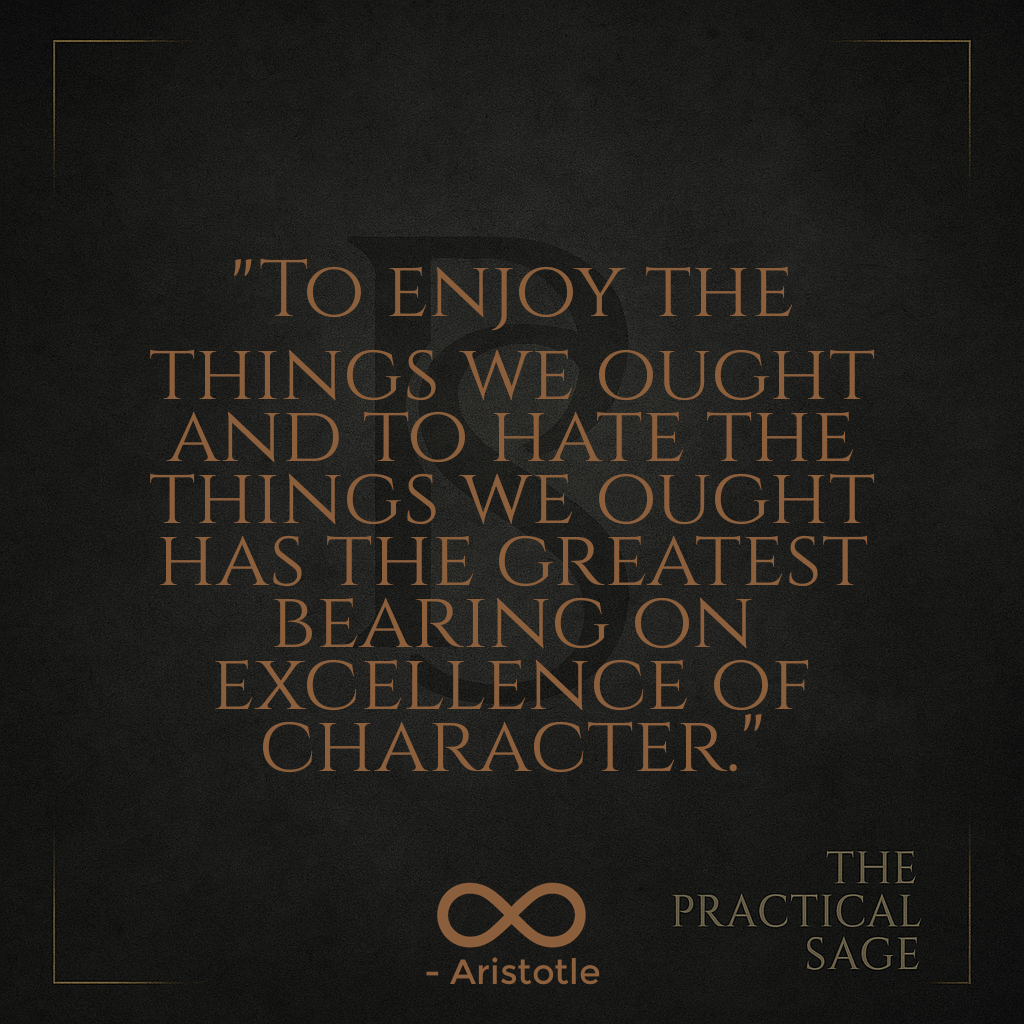 "To enjoy the
things we ought
and to hate the
things we ought
has the greatest
bearing on
excellence of
character."
- Aristotle
THE
PRACTICAL
SAGE